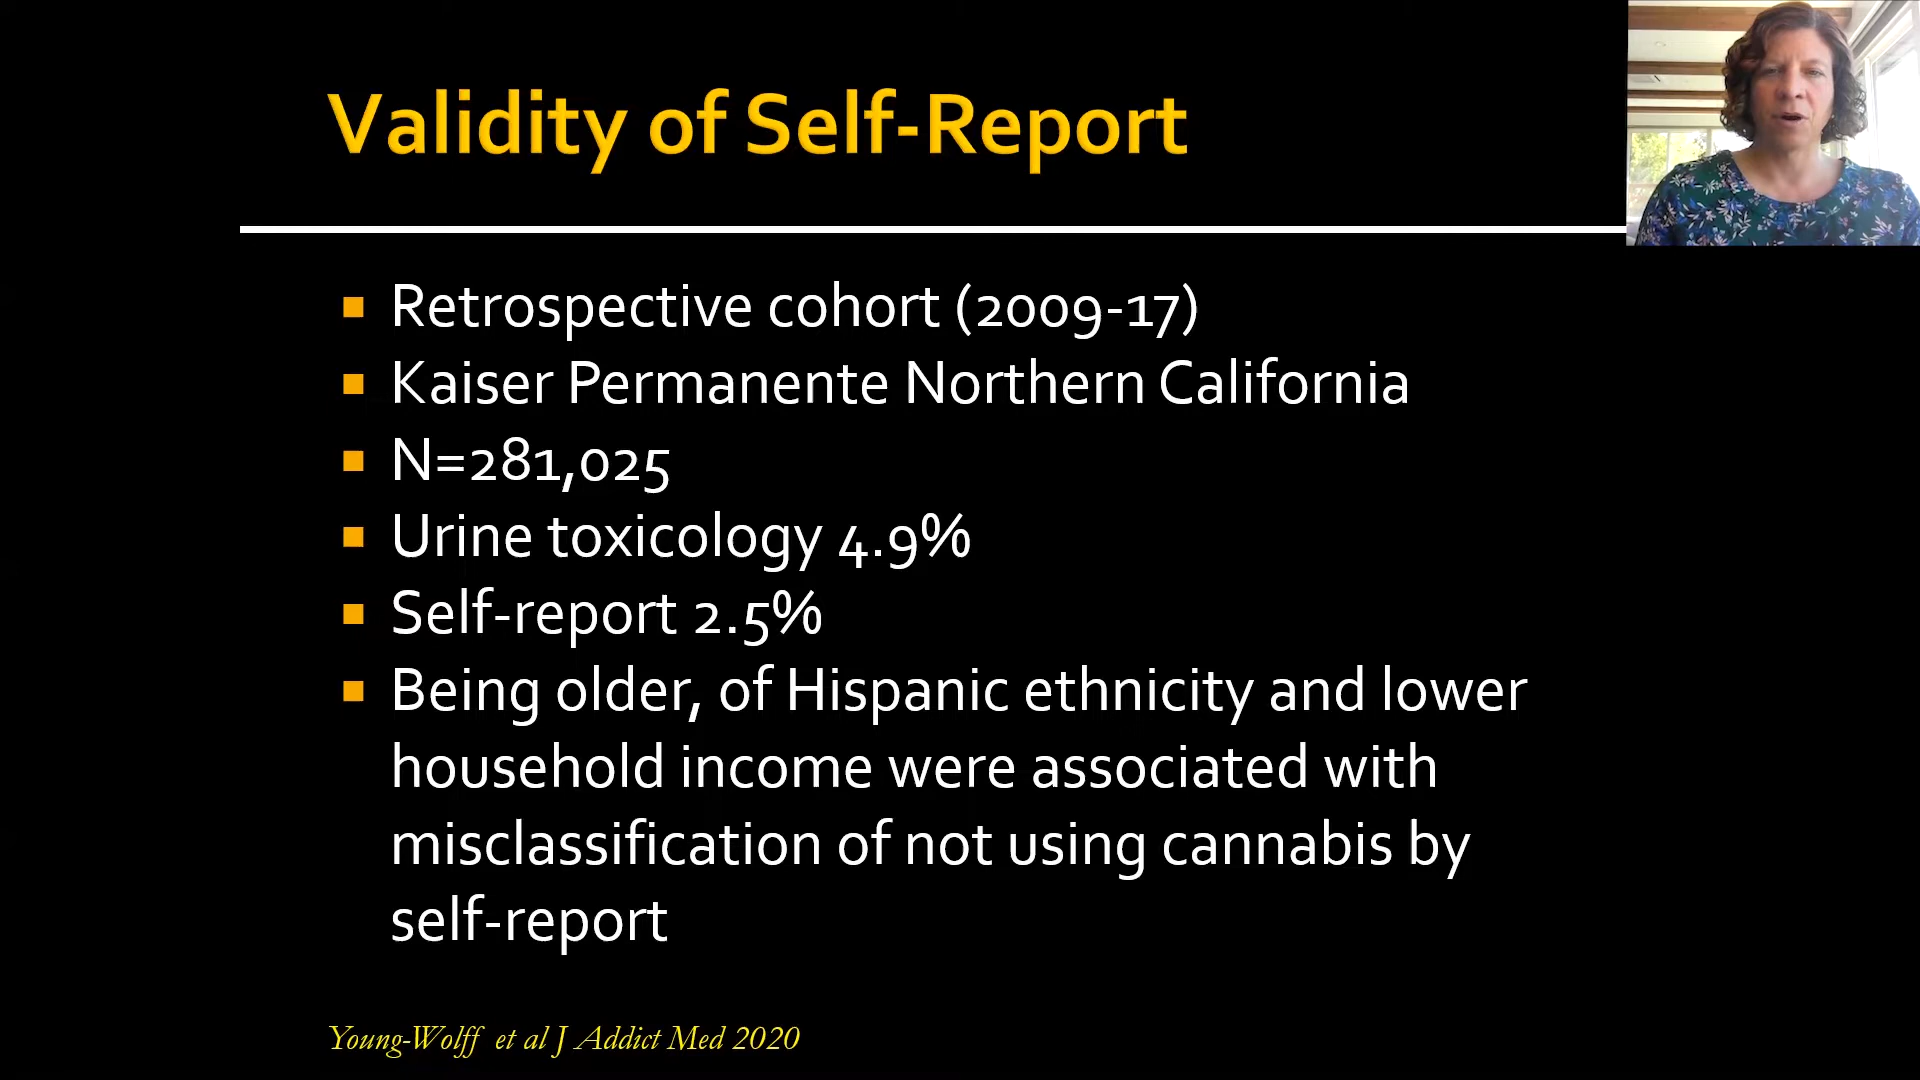 Validity of Self-Report
Retrospective cohort (2009-17)
Kaiser Permanente Northern California
N=281,025
Urine toxicology 4.9%
Self-report 2.5%
Being older, of Hispanic ethnicity and lower
household income were associated with
misclassification of not using cannabis by
self-report
Young-Wolff et al J Addict Med 2020